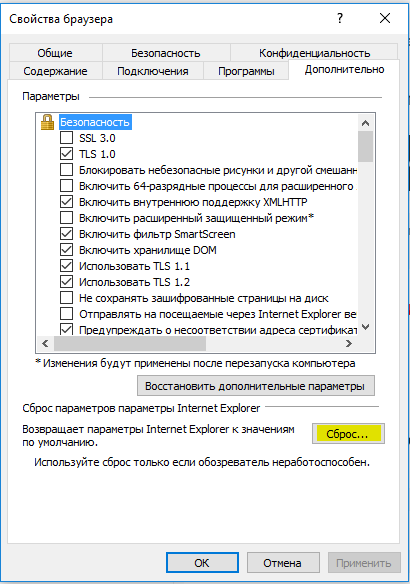 Свойства браузера
Общие Безопасность Конфиденциальность
Содержание Подключения Программы Дополнительно
Параметры
Безопасность
SSL 3.0
TLS 1.0
Блокировать небезопасные рисунки и другой смешанн
Включить 64-разрядные процессы для расширенного
Включить внутреннюю поддержку XMLHTTP
Включить расширенный защищенный режим*
Включить фильтр SmartScreen
Включить хранилище DOM
Использовать TLS 1.1
Использовать TLS 1.2
Не сохранять зашифрованные страницы на диск
Отправлять на посещаемые через Internet Explorer ве
Предупреждать о несоответствии адреса сертификат
*Изменения будут применены после перезапуска компьютера
Восстановить дополнительные параметры
Сброс параметров параметры Internet Explorer
Возвращает параметры Internet Explorer к значениям
по умолчанию.
Сброс...
Используйте сброс только если обозреватель неработоспособен.
OK Отмена Применить